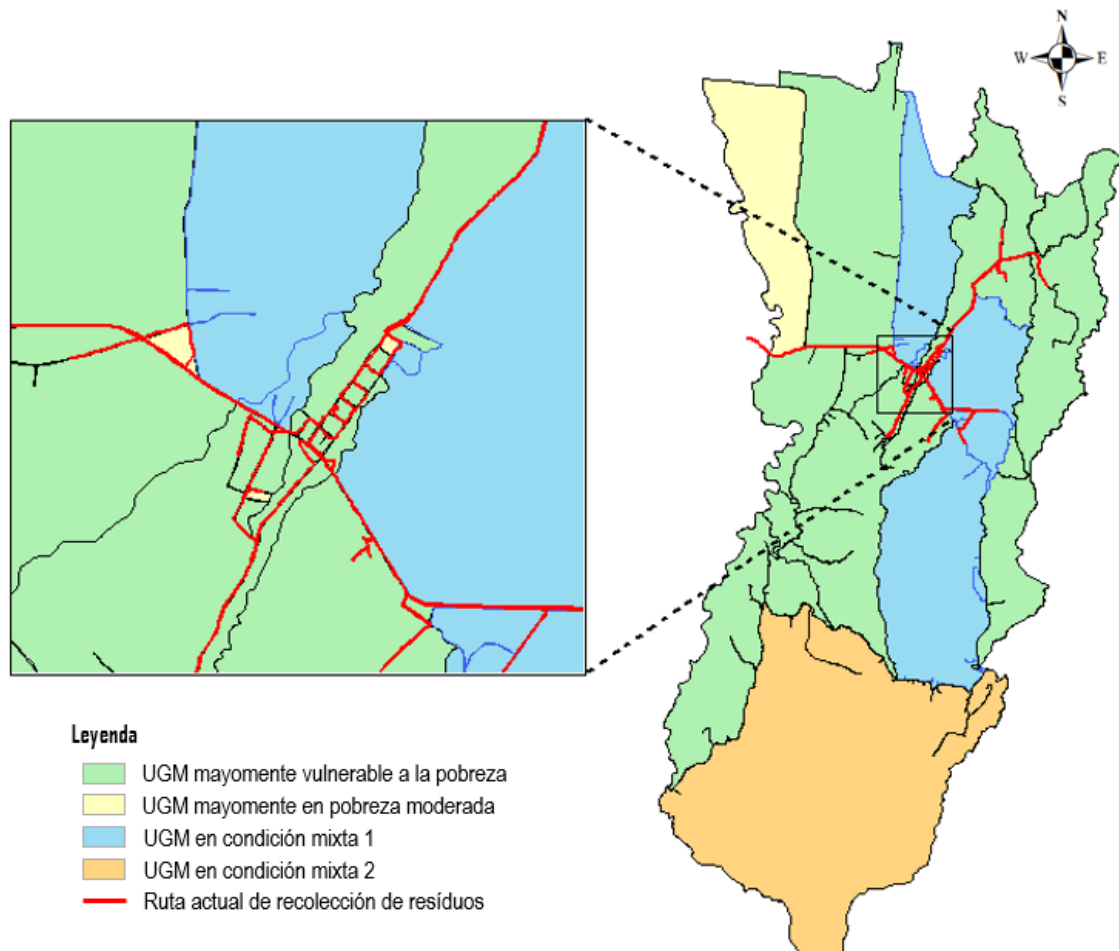 N
W E
S
Leyenda
UGM mayomente vulnerable a la pobreza
UGM mayomente en pobreza moderada
UGM en condición mixta 1
UGM en condición mixta 2
Ruta actual de recolección de resíduos